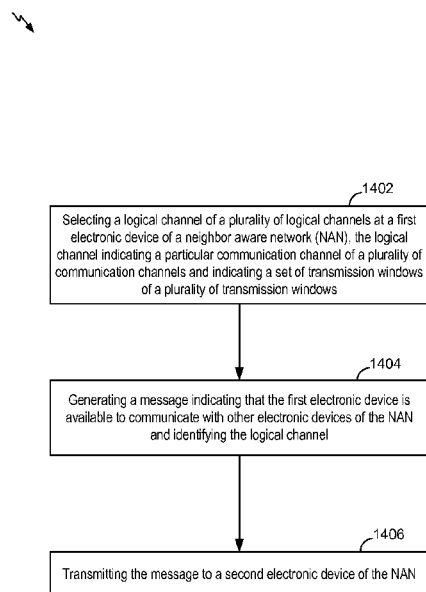 1402
Selecting a logical channel of a plurality of logical channels at a first
electronic device of a neighbor aware network (NAN), the logical
channel indicating a particular communication channel of a plurality of
communication channels and indicating a set of transmission windows
of a plurality of transmission windows
1404
Generating a message indicating that the first electronic device is
available to communicate with other electronic devices of the NAN
and identifying the logical channel
1406
Transmitting the message to a second electronic device of the NAN